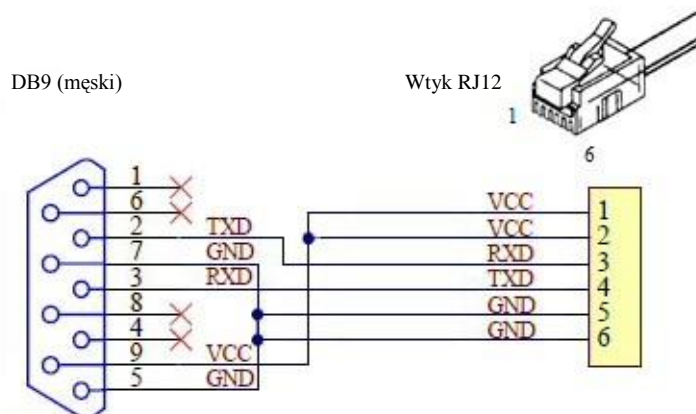 DB9 (męski)
Wtyk RJ12
1
6
1
6
2 TXD
7 GND
3 RXD
8
4
9 VCC
5 GND
VCC 1
VCC 2
RXD 3
TXD 4
GND 5
GND 6